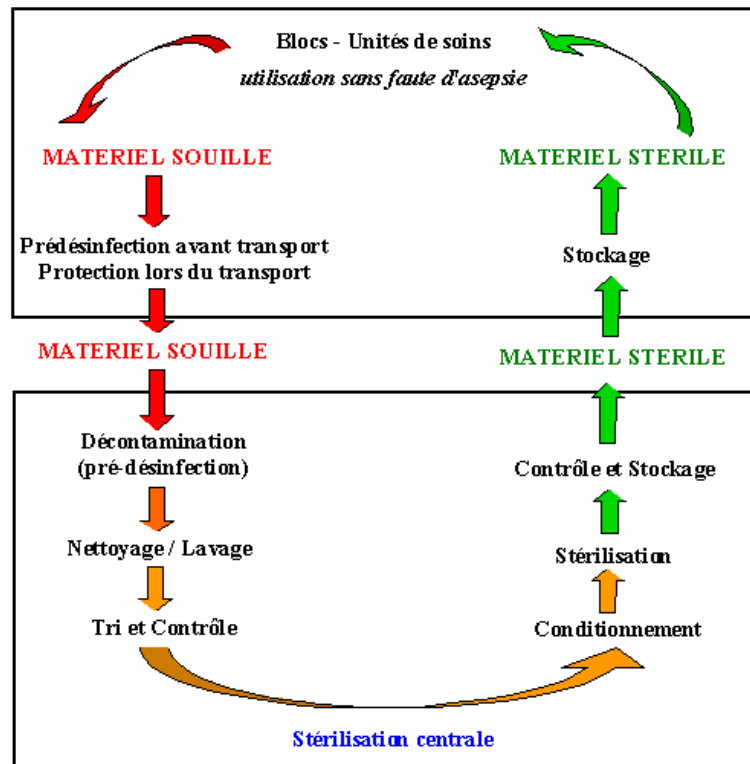 Blocs - Unités de soins
utilisation sans faute d'asepsie
MATERIEL SOUILLE
MATERIEL STERILE
Prédésinfection avant transport
Protection lors du transport
Stockage
MATERIEL SOUILLE
MATERIEL STERILE
Décontamination
(pré-désinfection)
Contrôle et Stockage
Nettoyage / Lavage
Stérilisation
Tri et Contrôle
Conditionnement
Stérilisation centrale